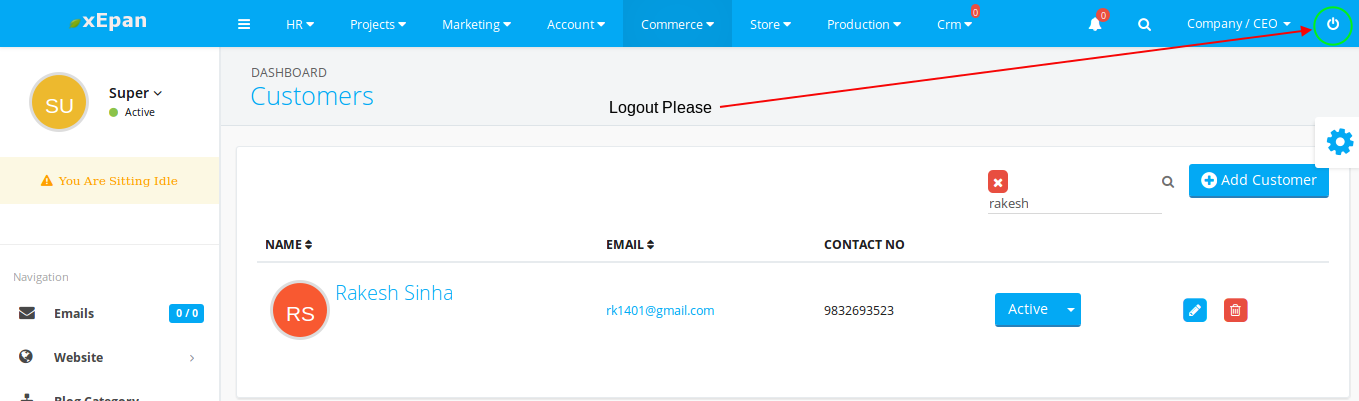 xEpan
HR
Projects
Marketing
Account
Commerce
Store
Production
Crm
0
0
Company / CEO
SU
Super
Active
You Are Sitting Idle
Navigation
Emails
0 / 0
Website
Blog Category
DASHBOARD
Customers
Logout Please
rakesh
Add Customer
NAME
EMAIL
CONTACT NO
RS
Rakesh Sinha
rk1401@gmail.com
9832693523
Active